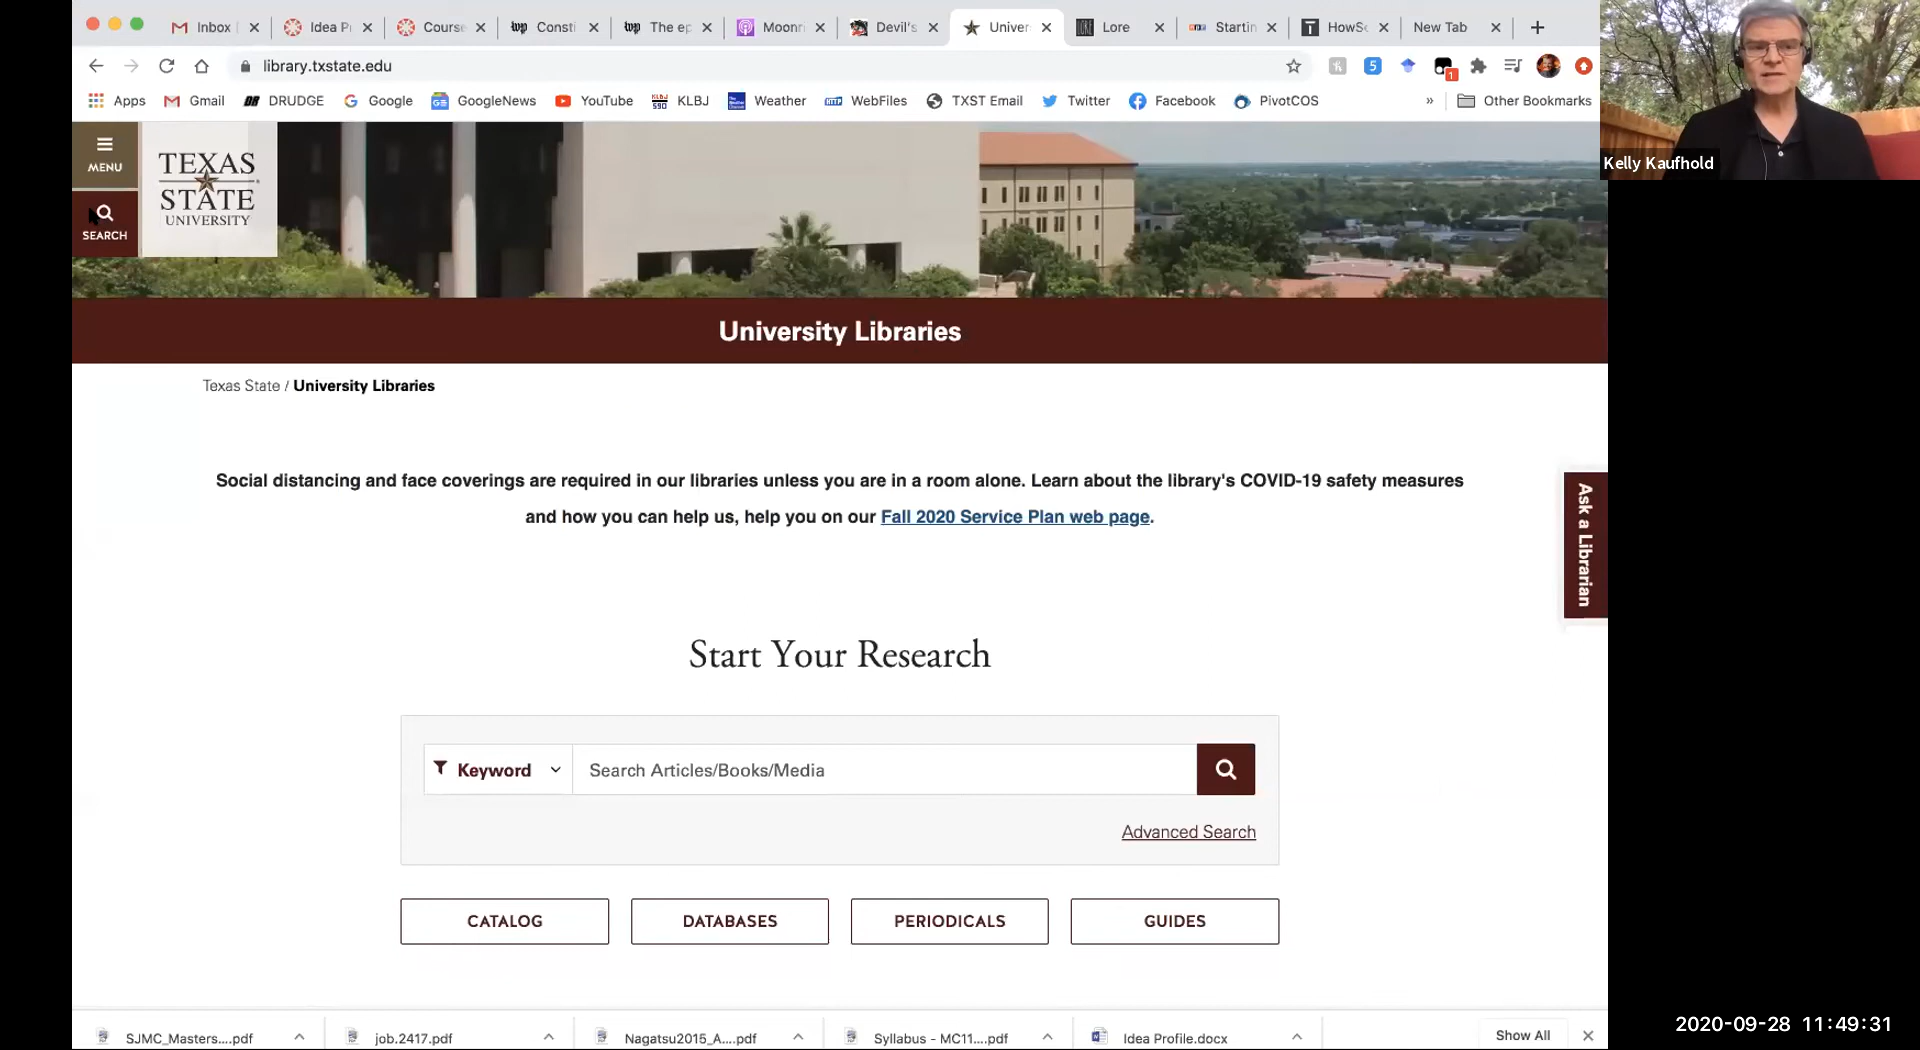 Inbox
Idea P
Course
Consti
The ep
Moonr
Devil's
Univer
Lore
Startin
HowSc
New Tab
library.txstate.edu
5
1
Apps
Gmail
DRUDGE
Google
GoogleNews
YouTube
KLBJ
Weather
WebFiles
TXST Email
Twitter
Facebook
PivotCOS
»
Other Bookmarks
Kelly Kaufhold
MENU
SEARCH
TEXAS
STATE
UNIVERSITY
University Libraries
Texas State / University Libraries
Social distancing and face coverings are required in our libraries unless you are in a room alone. Learn about the library's COVID-19 safety measures
and how you can help us, help you on our Fall 2020 Service Plan web page.
Ask a Librarian
Start Your Research
Keyword
Search Articles/Books/Media
Advanced Search
CATALOG
DATABASES
PERIODICALS
GUIDES
SJMC_Masters....pdf
job.2417.pdf
Nagatsu2015_A....pdf
Syllabus - MC11....pdf
Idea Profile.docx
Show All
2020-09-28 11:49:31